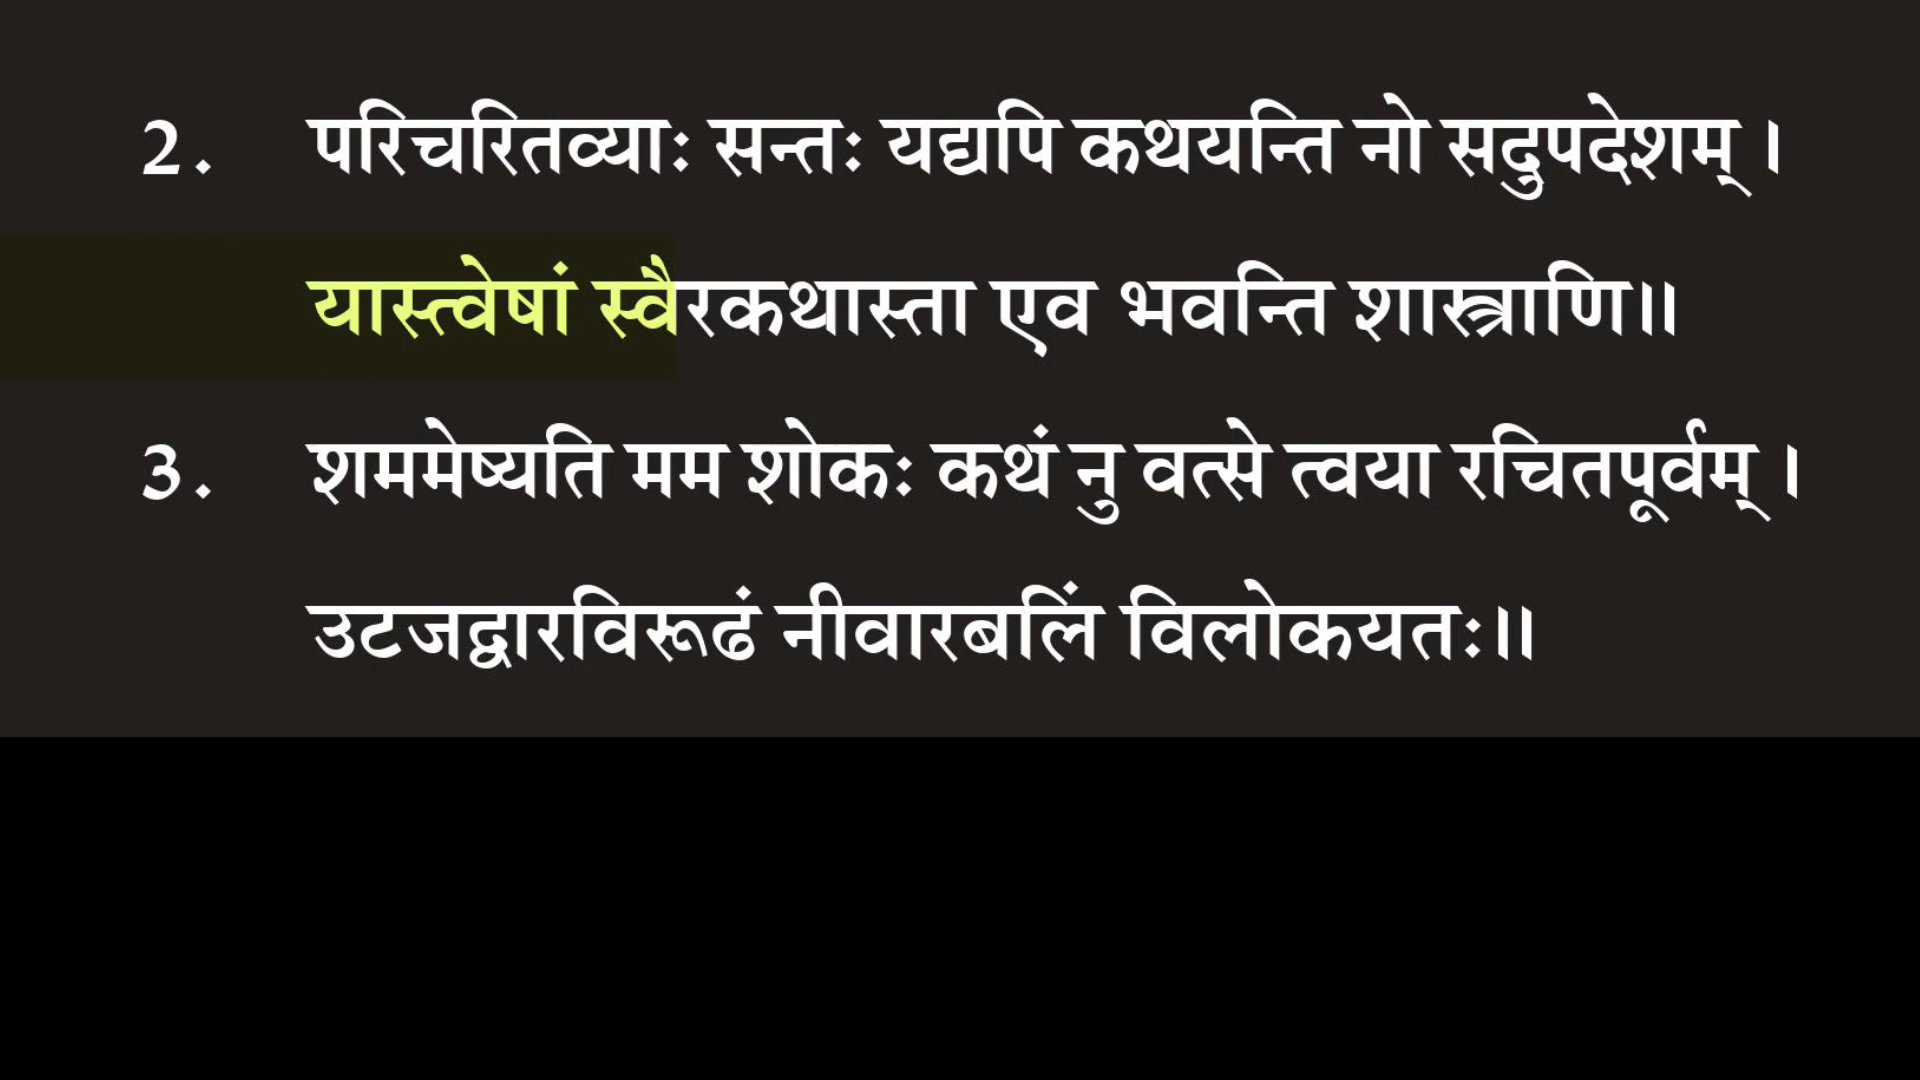 2. परिचरितव्याः सन्तः यद्यपि कथयन्ति नो सदुपदेशम् ।
यास्त्वेषां स्वैरकथास्ता एव भवन्ति शास्त्राणि॥
3. शममेष्यति मम शोकः कथं नु वत्से त्वया रचितपूर्वम् ।
उटजद्वारविरूढं नीवारबलिं विलोकयतः॥